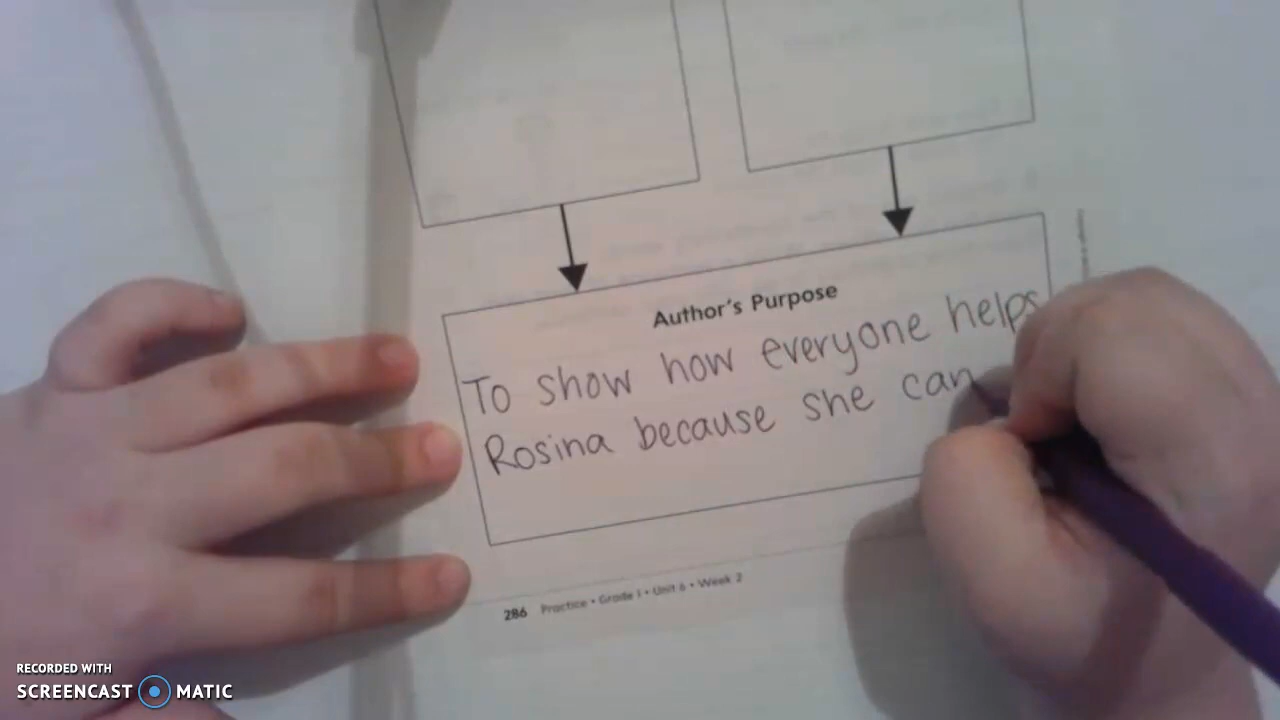 Author's Purpose
To show how everyone helps
Rosina because she can
286 Practice • Grade 1 • Unit 6 • Week 2
RECORDED WITH
SCREENCAST MATIC